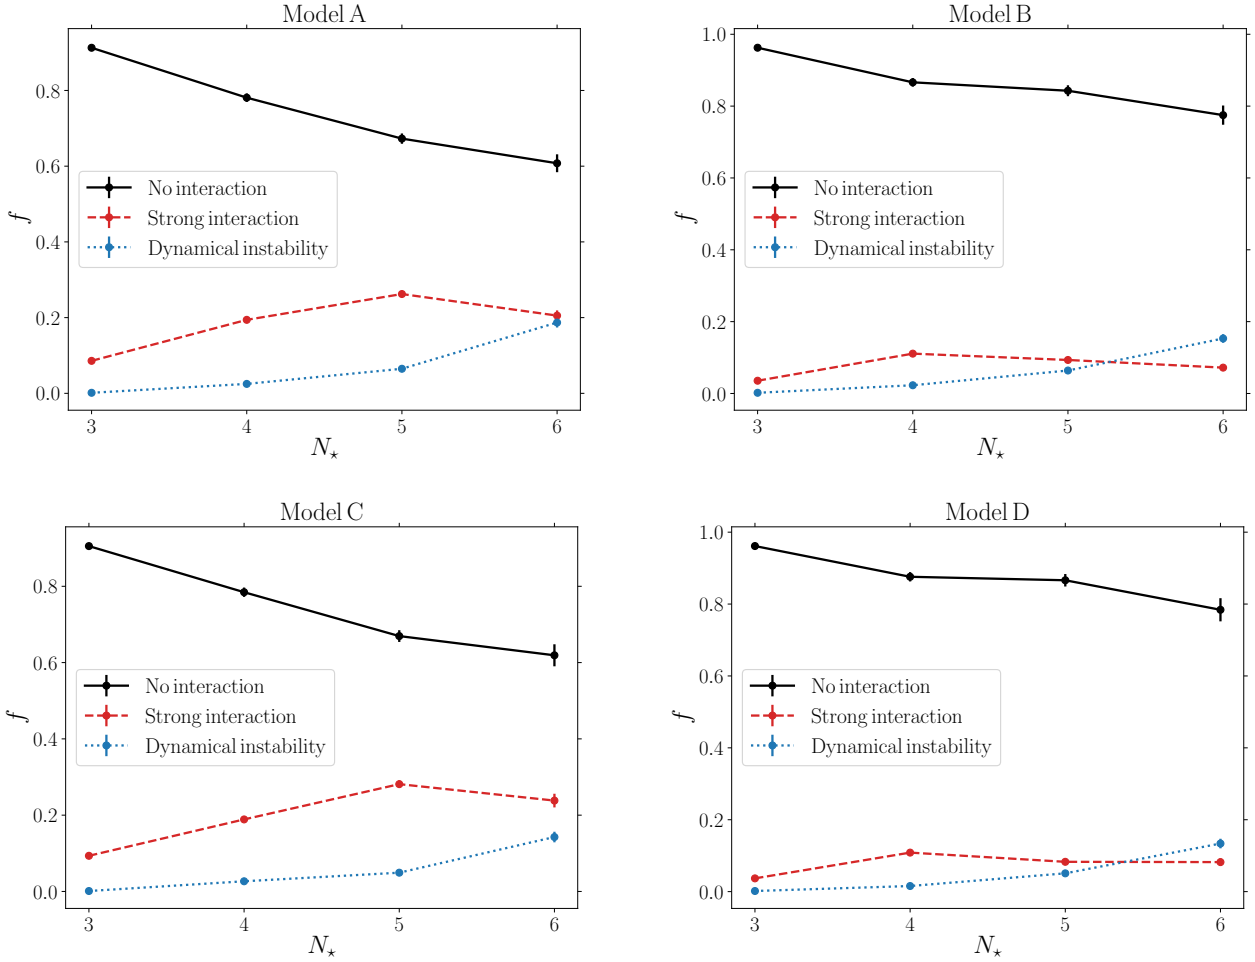 Model A
0.8
0.6
0.4
0.2
0.0
f
No interaction
Strong interaction
Dynamical instability
3 4 5 6
N⋆
Model B
1.0
0.8
0.6
0.4
0.2
0.0
f
No interaction
Strong interaction
Dynamical instability
3 4 5 6
N⋆
Model C
0.8
0.6
0.4
0.2
0.0
f
No interaction
Strong interaction
Dynamical instability
3 4 5 6
N⋆
Model D
1.0
0.8
0.6
0.4
0.2
0.0
f
No interaction
Strong interaction
Dynamical instability
3 4 5 6
N⋆